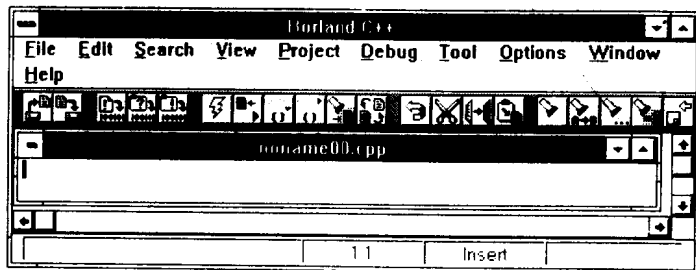 Borland C++
File Edit Search View Project Debug Tool Options Window
Help
noname00.cpp
1:1 Insert